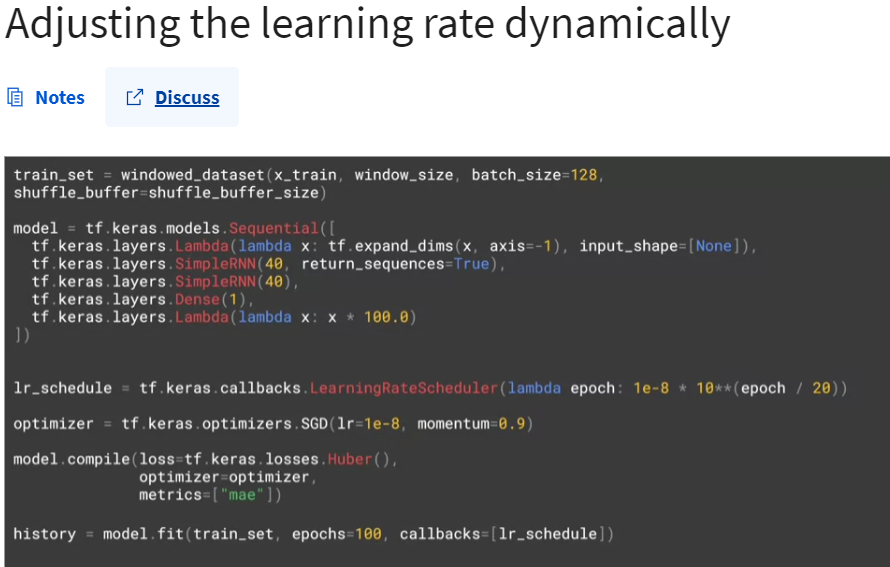 Adjusting the learning rate dynamically
Notes
Discuss
train_set = windowed_dataset(x_train, window_size, batch_size=128,
shuffle_buffer=shuffle_buffer_size)
model = tf.keras.models.Sequential([
  tf.keras.layers.Lambda(lambda x: tf.expand_dims(x, axis=-1), input_shape=[None]),
  tf.keras.layers.SimpleRNN(40, return_sequences=True),
  tf.keras.layers.SimpleRNN(40),
  tf.keras.layers.Dense(1),
  tf.keras.layers.Lambda(lambda x: x * 100.0)
])
lr_schedule = tf.keras.callbacks.LearningRateScheduler(lambda epoch: 1e-8 * 10**(epoch / 20))
optimizer = tf.keras.optimizers.SGD(lr=1e-8, momentum=0.9)
model.compile(loss=tf.keras.losses.Huber(),
              optimizer=optimizer,
              metrics=["mae"])
history = model.fit(train_set, epochs=100, callbacks=[lr_schedule])